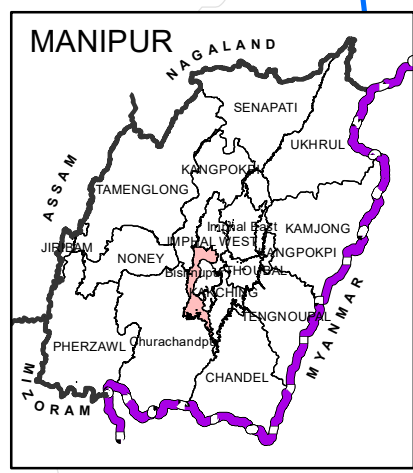 MANIPUR
NAGALAND
SENAPATI
UKHRUL
KANGPOKPI
TAMENGLONG
ASSAM
Imphal East
KAMJONG
JIRIBAM
IMPHAL WEST
KANGPOKPI
NONEY
Bishnupur
THOUBAL
KAKCHING
TENGNOUPAL
MYANMAR
PHERZAWL
Churachandpur
CHANDEL
MIZORAM